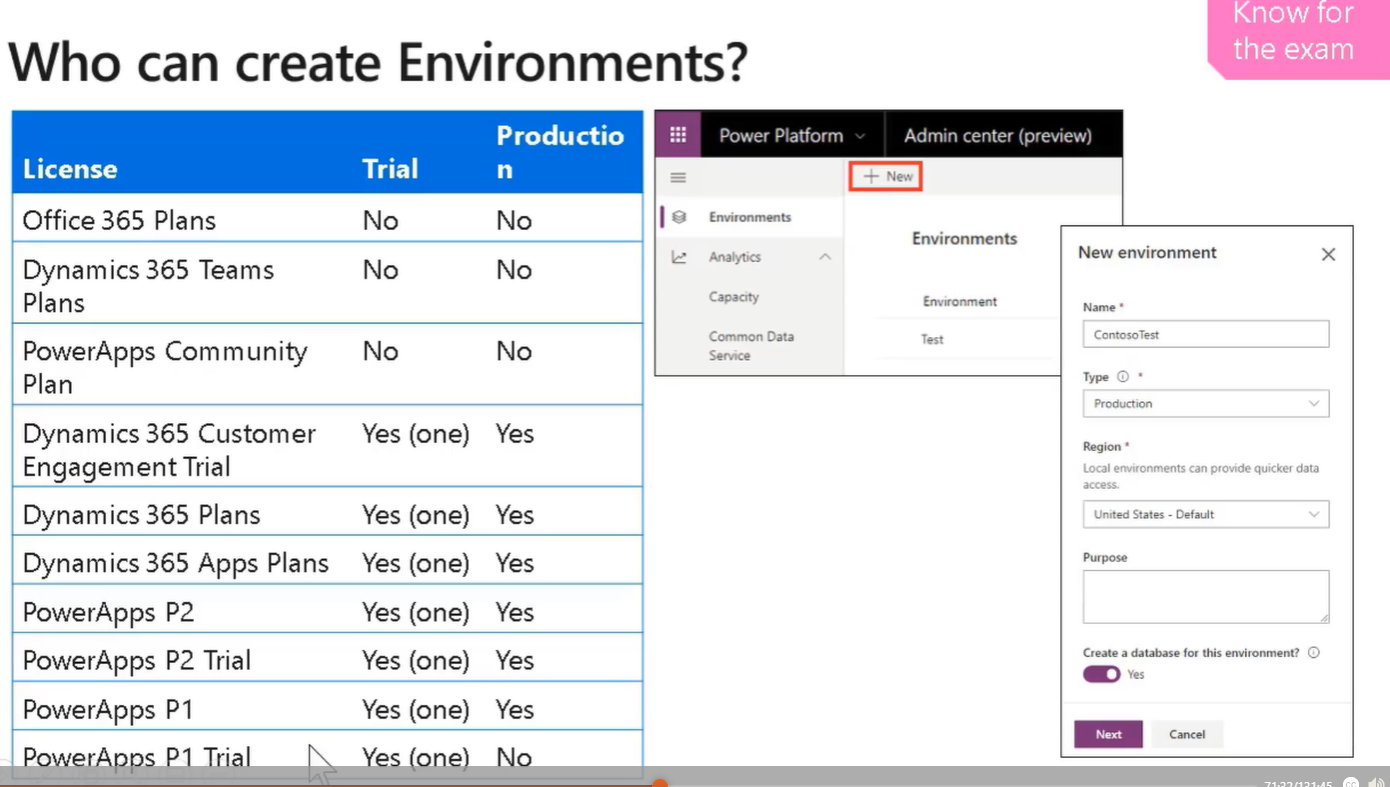 Know for
the exam
Who can create Environments?
License Trial Productio
n
Office 365 Plans No No
Dynamics 365 Teams No No
Plans
PowerApps Community No No
Plan
Dynamics 365 Customer Yes (one) Yes
Engagement Trial
Dynamics 365 Plans Yes (one) Yes
Dynamics 365 Apps Plans Yes (one) Yes
PowerApps P2 Yes (one) Yes
PowerApps P2 Trial Yes (one) Yes
PowerApps P1 Yes (one) Yes
PowerApps P1 Trial Yes (one) No
Power Platform Admin center (preview)
New
Environments
Analytics
Capacity
Common Data
Service
Environments
Environment
Test
New environment
Name *
ContosoTest
Type *
Production
Region *
Local environments can provide quicker data
access.
United States - Default
Purpose
Create a database for this environment?
Yes
Next Cancel
71:32/131:45 CC